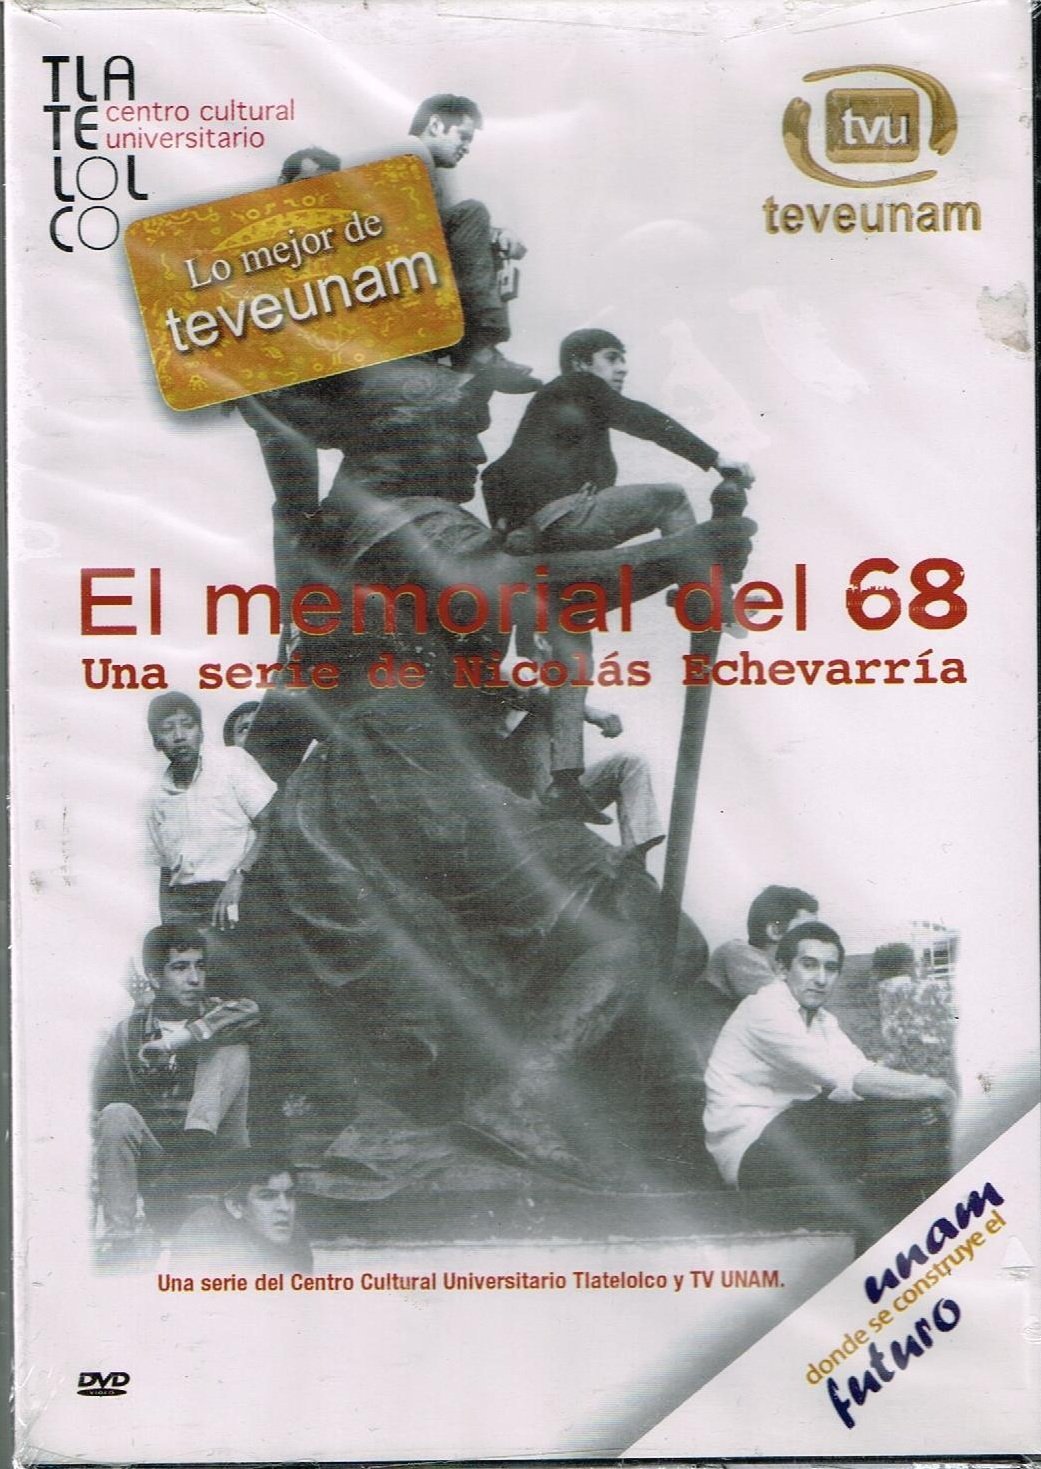 TLA
TE
LOL
CO
centro cultural
universitario
tvu
teveunam
Lo mejor de
teveunam
El memorial del 68
Una serie de Nicolás Echevarría
Una serie del Centro Cultural Universitario Tlatelolco y TV UNAM.
unam
donde se construye el
futuro
DVD
VIDEO